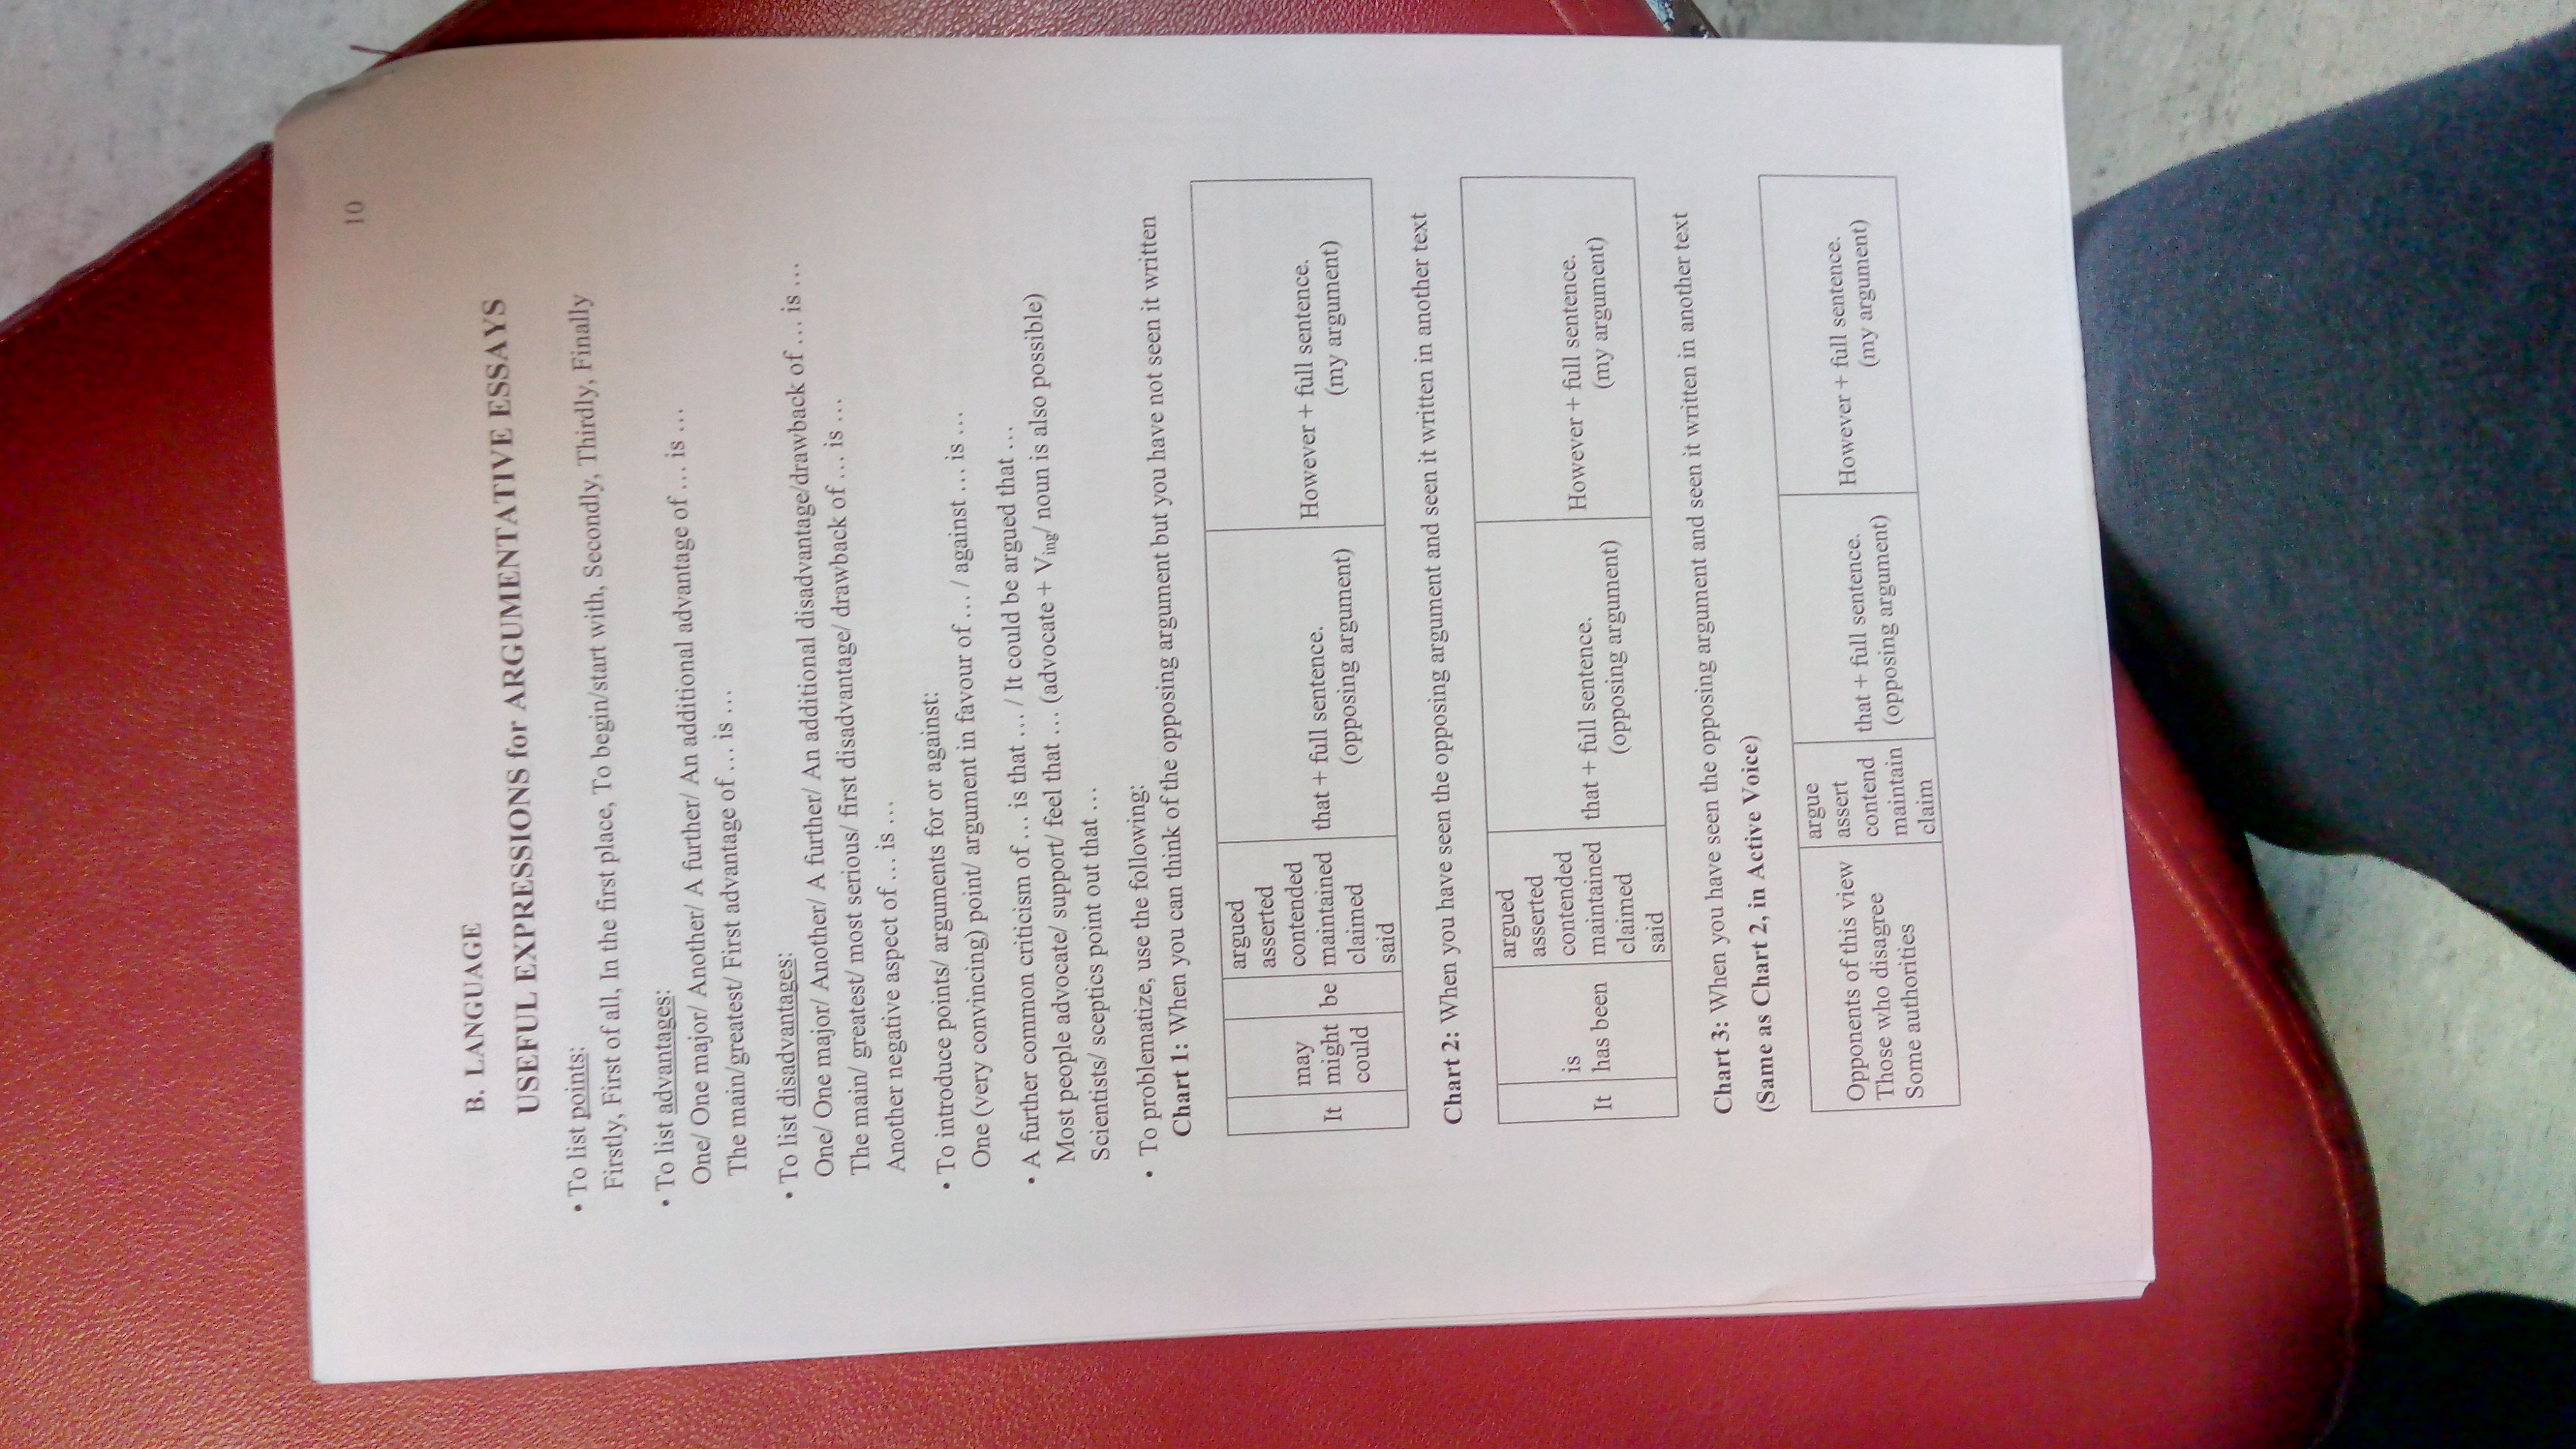 10
B. LANGUAGE
USEFUL EXPRESSIONS for ARGUMENTATIVE ESSAYS
• To list points:
Firstly, First of all, In the first place, To begin/start with, Secondly, Thirdly, Finally
• To list advantages:
One/ One major/ Another/ A further/ An additional advantage of … is …
The main/greatest/ First advantage of … is …
• To list disadvantages:
One/ One major/ Another/ A further/ An additional disadvantage/drawback of … is …
The main/ greatest/ most serious/ first disadvantage/ drawback of … is …
Another negative aspect of … is …
• To introduce points/ arguments for or against:
One (very convincing) point/ argument in favour of … / against … is …
• A further common criticism of … is that … / It could be argued that …
Most people advocate/ support/ feel that … (advocate + Ving/ noun is also possible)
Scientists/ sceptics point out that …
• To problematize, use the following:
Chart 1: When you can think of the opposing argument but you have not seen it written
It
may
might
could
be
argued
asserted
contended
maintained
claimed
said
that + full sentence.
(opposing argument)
However + full sentence.
(my argument)
Chart 2: When you have seen the opposing argument and seen it written in another text
It
is
has been
argued
asserted
contended
maintained
claimed
said
that + full sentence.
(opposing argument)
However + full sentence.
(my argument)
Chart 3: When you have seen the opposing argument and seen it written in another text
(Same as Chart 2, in Active Voice)
Opponents of this view
Those who disagree
Some authorities
argue
assert
contend
maintain
claim
that + full sentence.
(opposing argument)
However + full sentence.
(my argument)